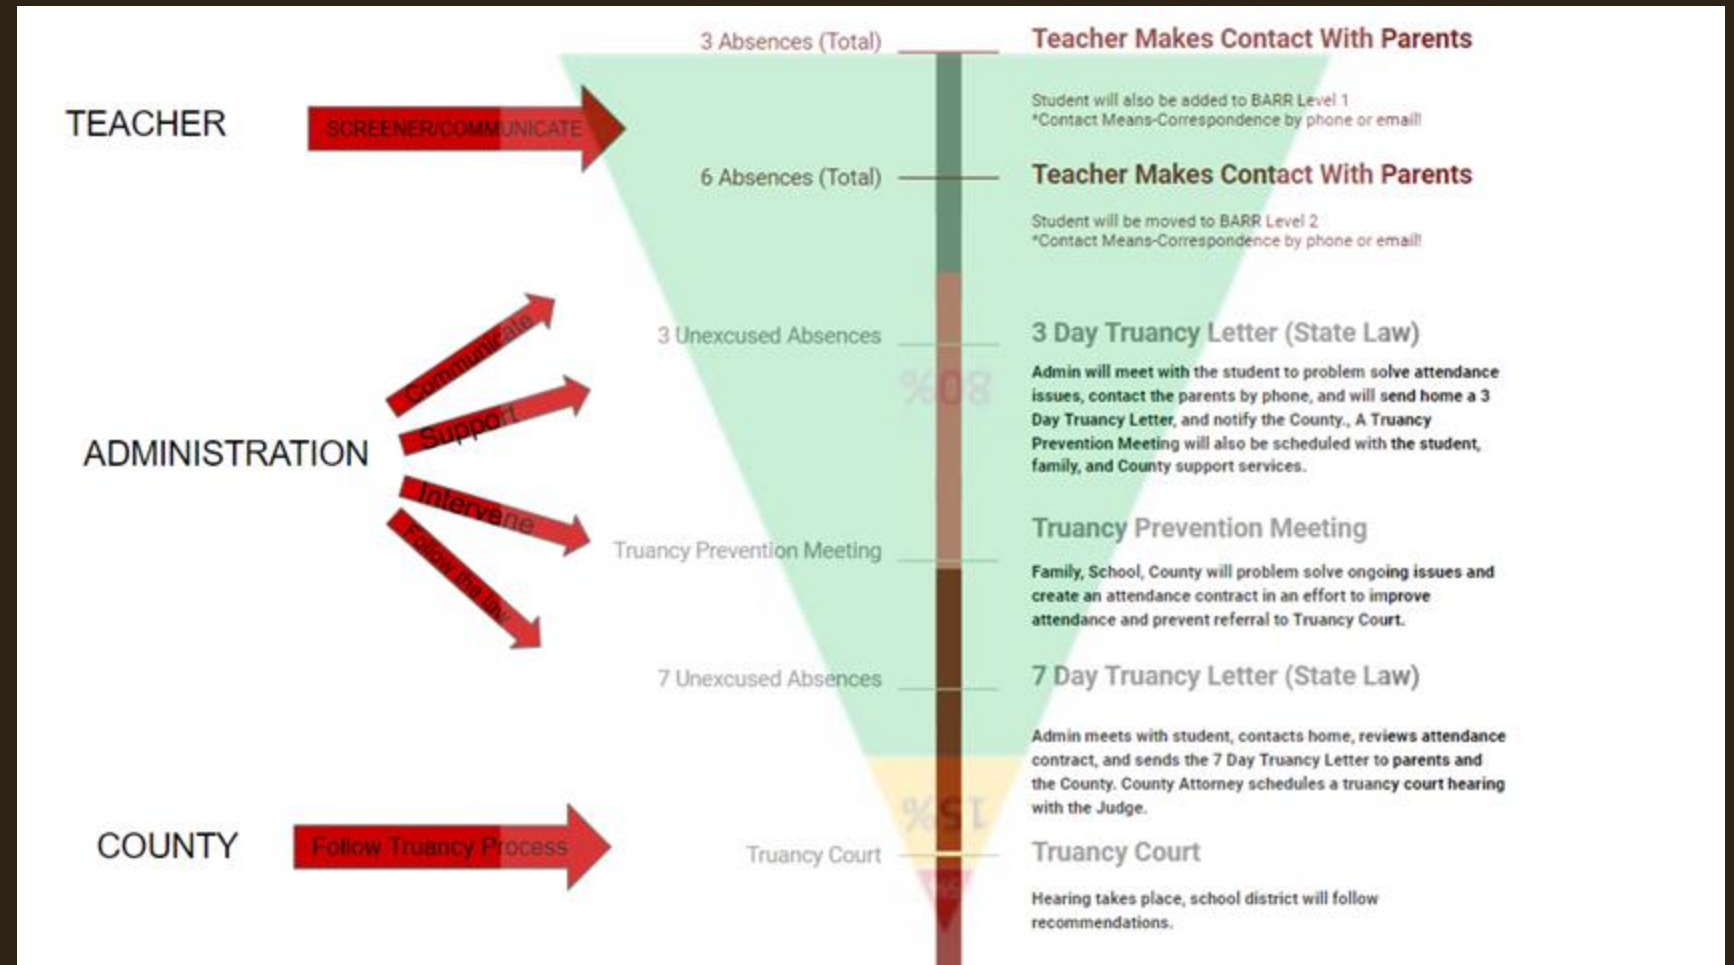 3 Absences (Total)
Teacher Makes Contact With Parents
Student will also be added to BARR Level 1
*Contact Means-Correspondence by phone or email!
TEACHER
SCREENER/COMMUNICATE
6 Absences (Total)
Teacher Makes Contact With Parents
Student will be moved to BARR Level 2
*Contact Means-Correspondence by phone or email!
ADMINISTRATION
Communicate
Support
Intervene
Follow the law
3 Unexcused Absences
3 Day Truancy Letter (State Law)
80%
Admin will meet with the student to problem solve attendance
issues, contact the parents by phone, and will send home a 3
Day Truancy Letter, and notify the County., A Truancy
Prevention Meeting will also be scheduled with the student,
family, and County support services.
Truancy Prevention Meeting
Truancy Prevention Meeting
Family, School, County will problem solve ongoing issues and
create an attendance contract in an effort to improve
attendance and prevent referral to Truancy Court.
7 Unexcused Absences
7 Day Truancy Letter (State Law)
Admin meets with student, contacts home, reviews attendance
contract, and sends the 7 Day Truancy Letter to parents and
the County. County Attorney schedules a truancy court hearing
with the Judge.
15%
COUNTY
Follow Truancy Process
Truancy Court
Truancy Court
Hearing takes place, school district will follow
recommendations.